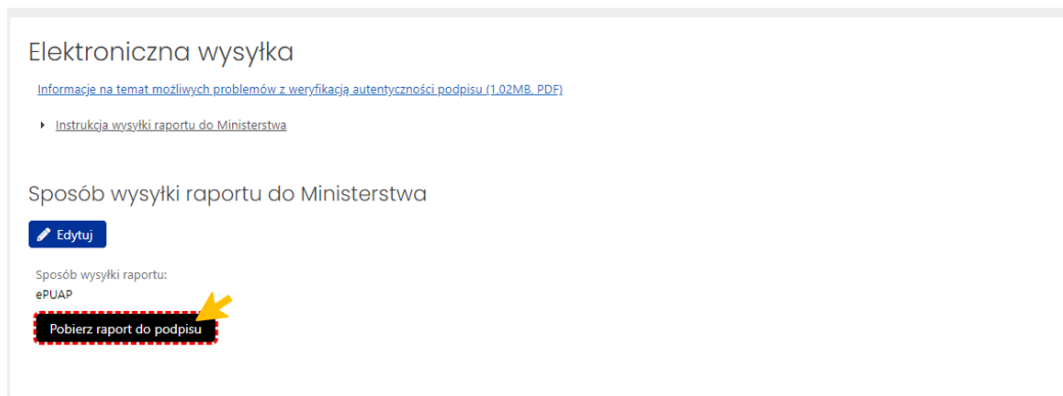 Elektroniczna wysyłka
Informacje na temat możliwych problemów z weryfikacją autentyczności podpisu (1,02MB, PDF)
Instrukcja wysyłki raportu do Ministerstwa
Sposób wysyłki raportu do Ministerstwa
Edytuj
Sposób wysyłki raportu:
ePUAP
Pobierz raport do podpisu